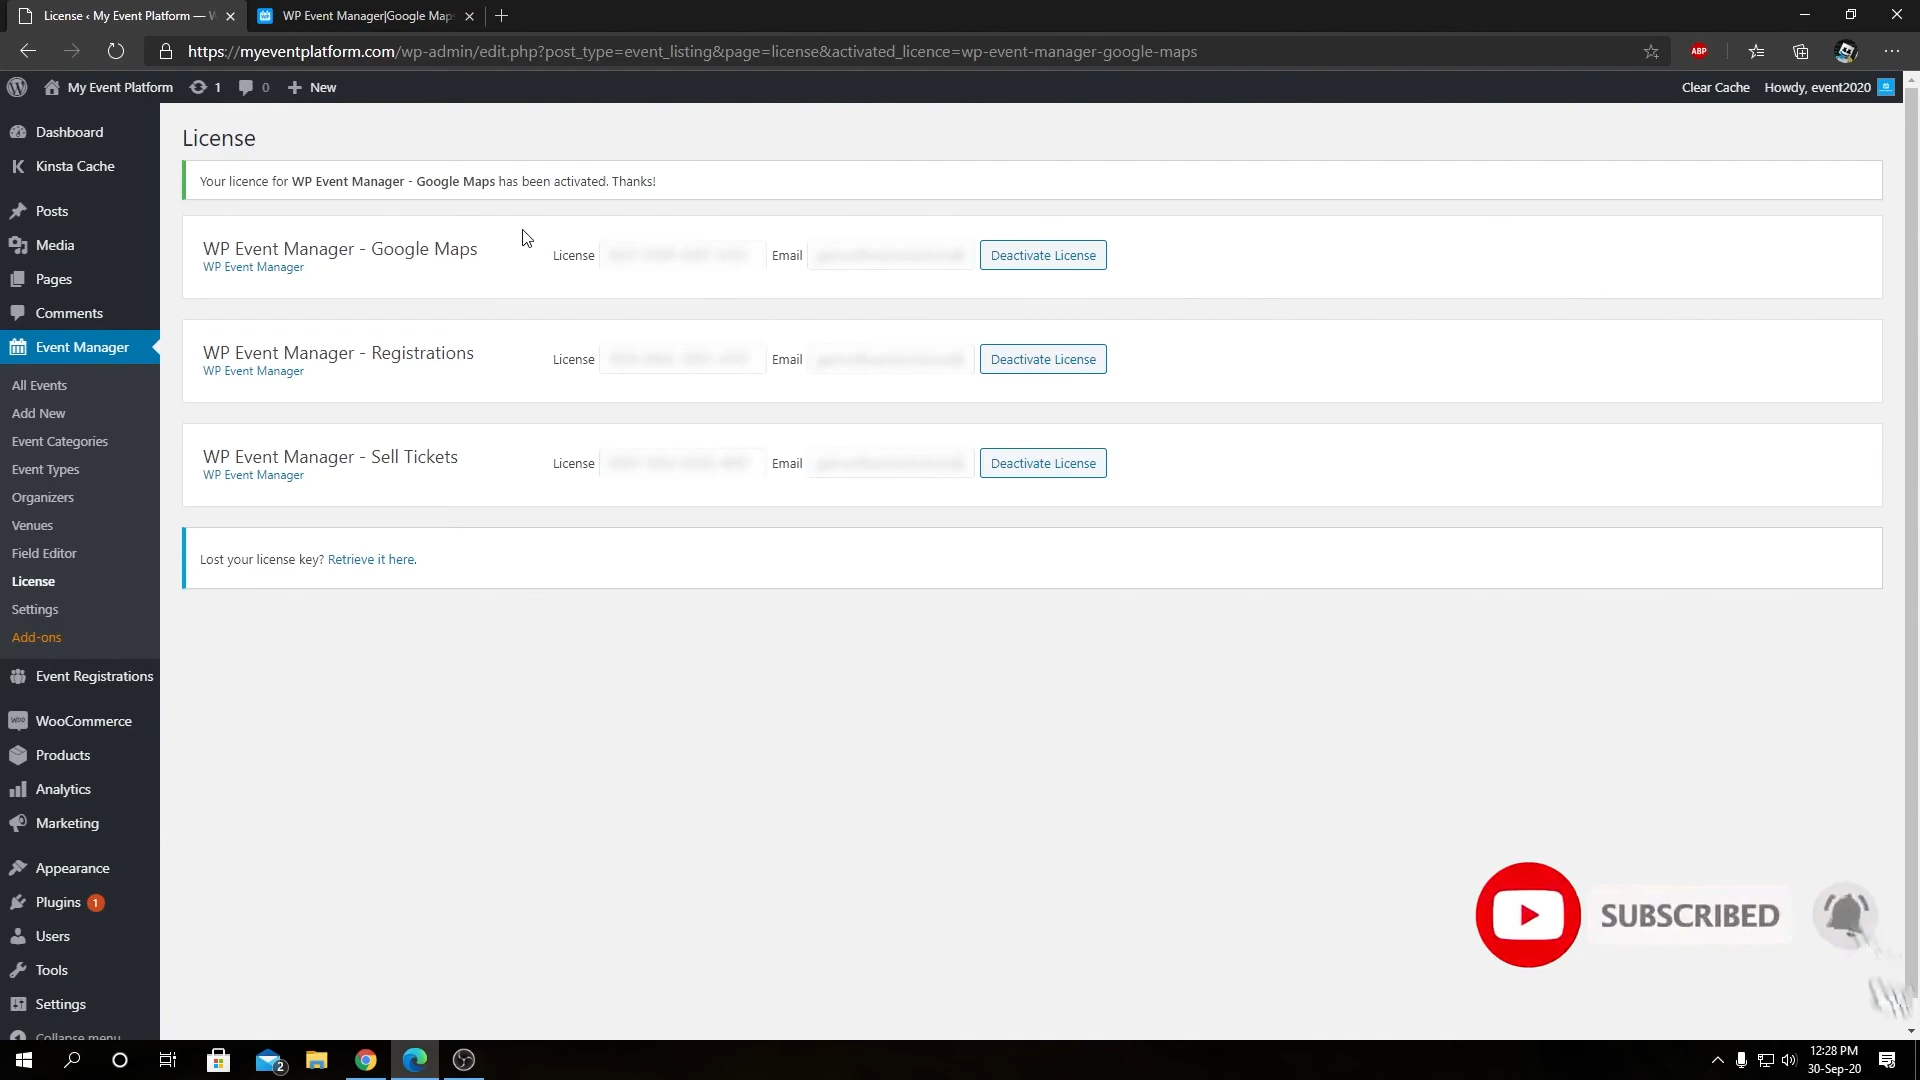 License ‹ My Event Platform — W
WP Event Manager|Google Map
https://myeventplatform.com/wp-admin/edit.php?post_type=event_listing&page=license&activated_licence=wp-event-manager-google-maps
ABP
My Event Platform
1
0
New
Clear Cache
Howdy, event2020
Dashboard
Kinsta Cache
Posts
Media
Pages
Comments
Event Manager
All Events
Add New
Event Categories
Event Types
Organizers
Venues
Field Editor
License
Settings
Add-ons
Event Registrations
WooCommerce
Products
Analytics
Marketing
Appearance
Plugins 1
Users
Tools
Settings
Collapse menu
License
Your licence for WP Event Manager - Google Maps has been activated. Thanks!
WP Event Manager - Google Maps
WP Event Manager
License
Email
Deactivate License
WP Event Manager - Registrations
WP Event Manager
License
Email
Deactivate License
WP Event Manager - Sell Tickets
WP Event Manager
License
Email
Deactivate License
Lost your license key? Retrieve it here.
SUBSCRIBED
2
12:28 PM
30-Sep-20